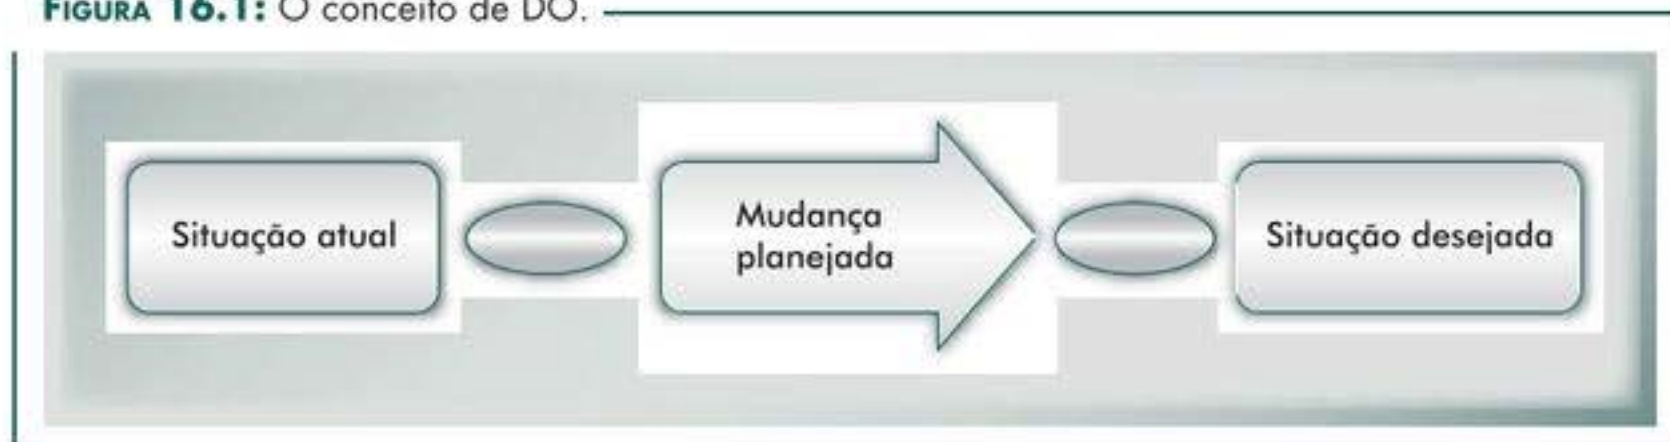 FIGURA 16.1: O conceito de DO.
Situação atual
Mudança
planejada
Situação desejada